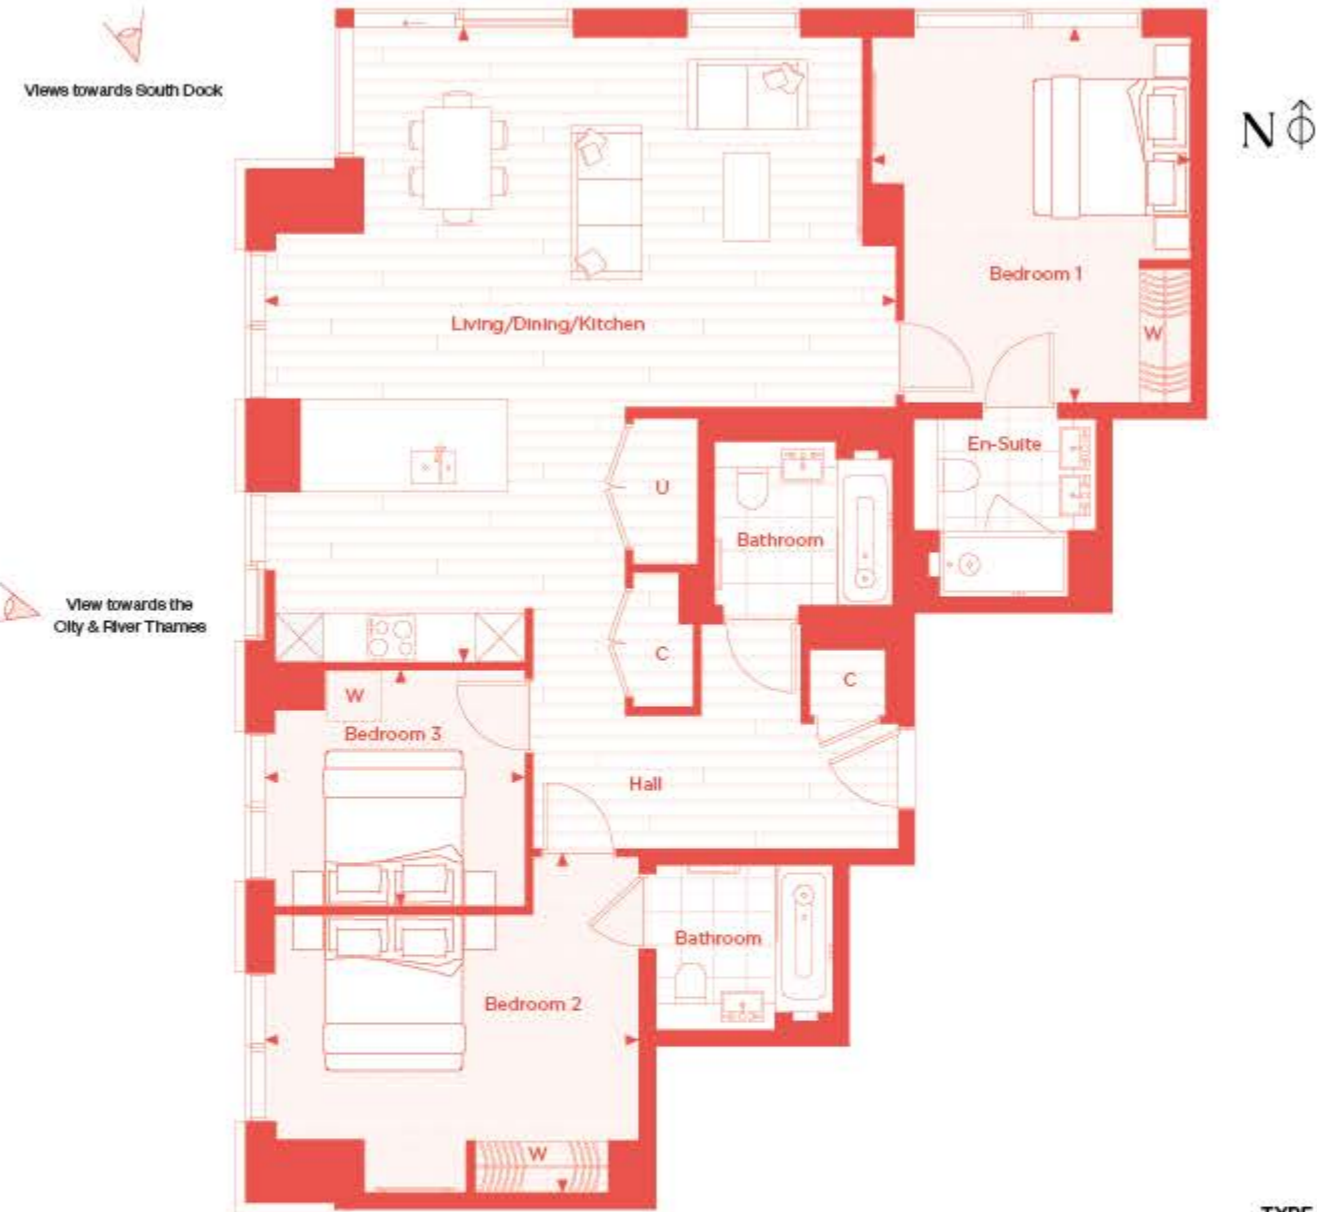 Views towards South Dock
N
Bedroom 1
Living/Dining/Kitchen
W
En-Suite
U
Bathroom
View towards the
City & River Thames
C
C
W
Bedroom 3
Hall
Bathroom
Bedroom 2
W